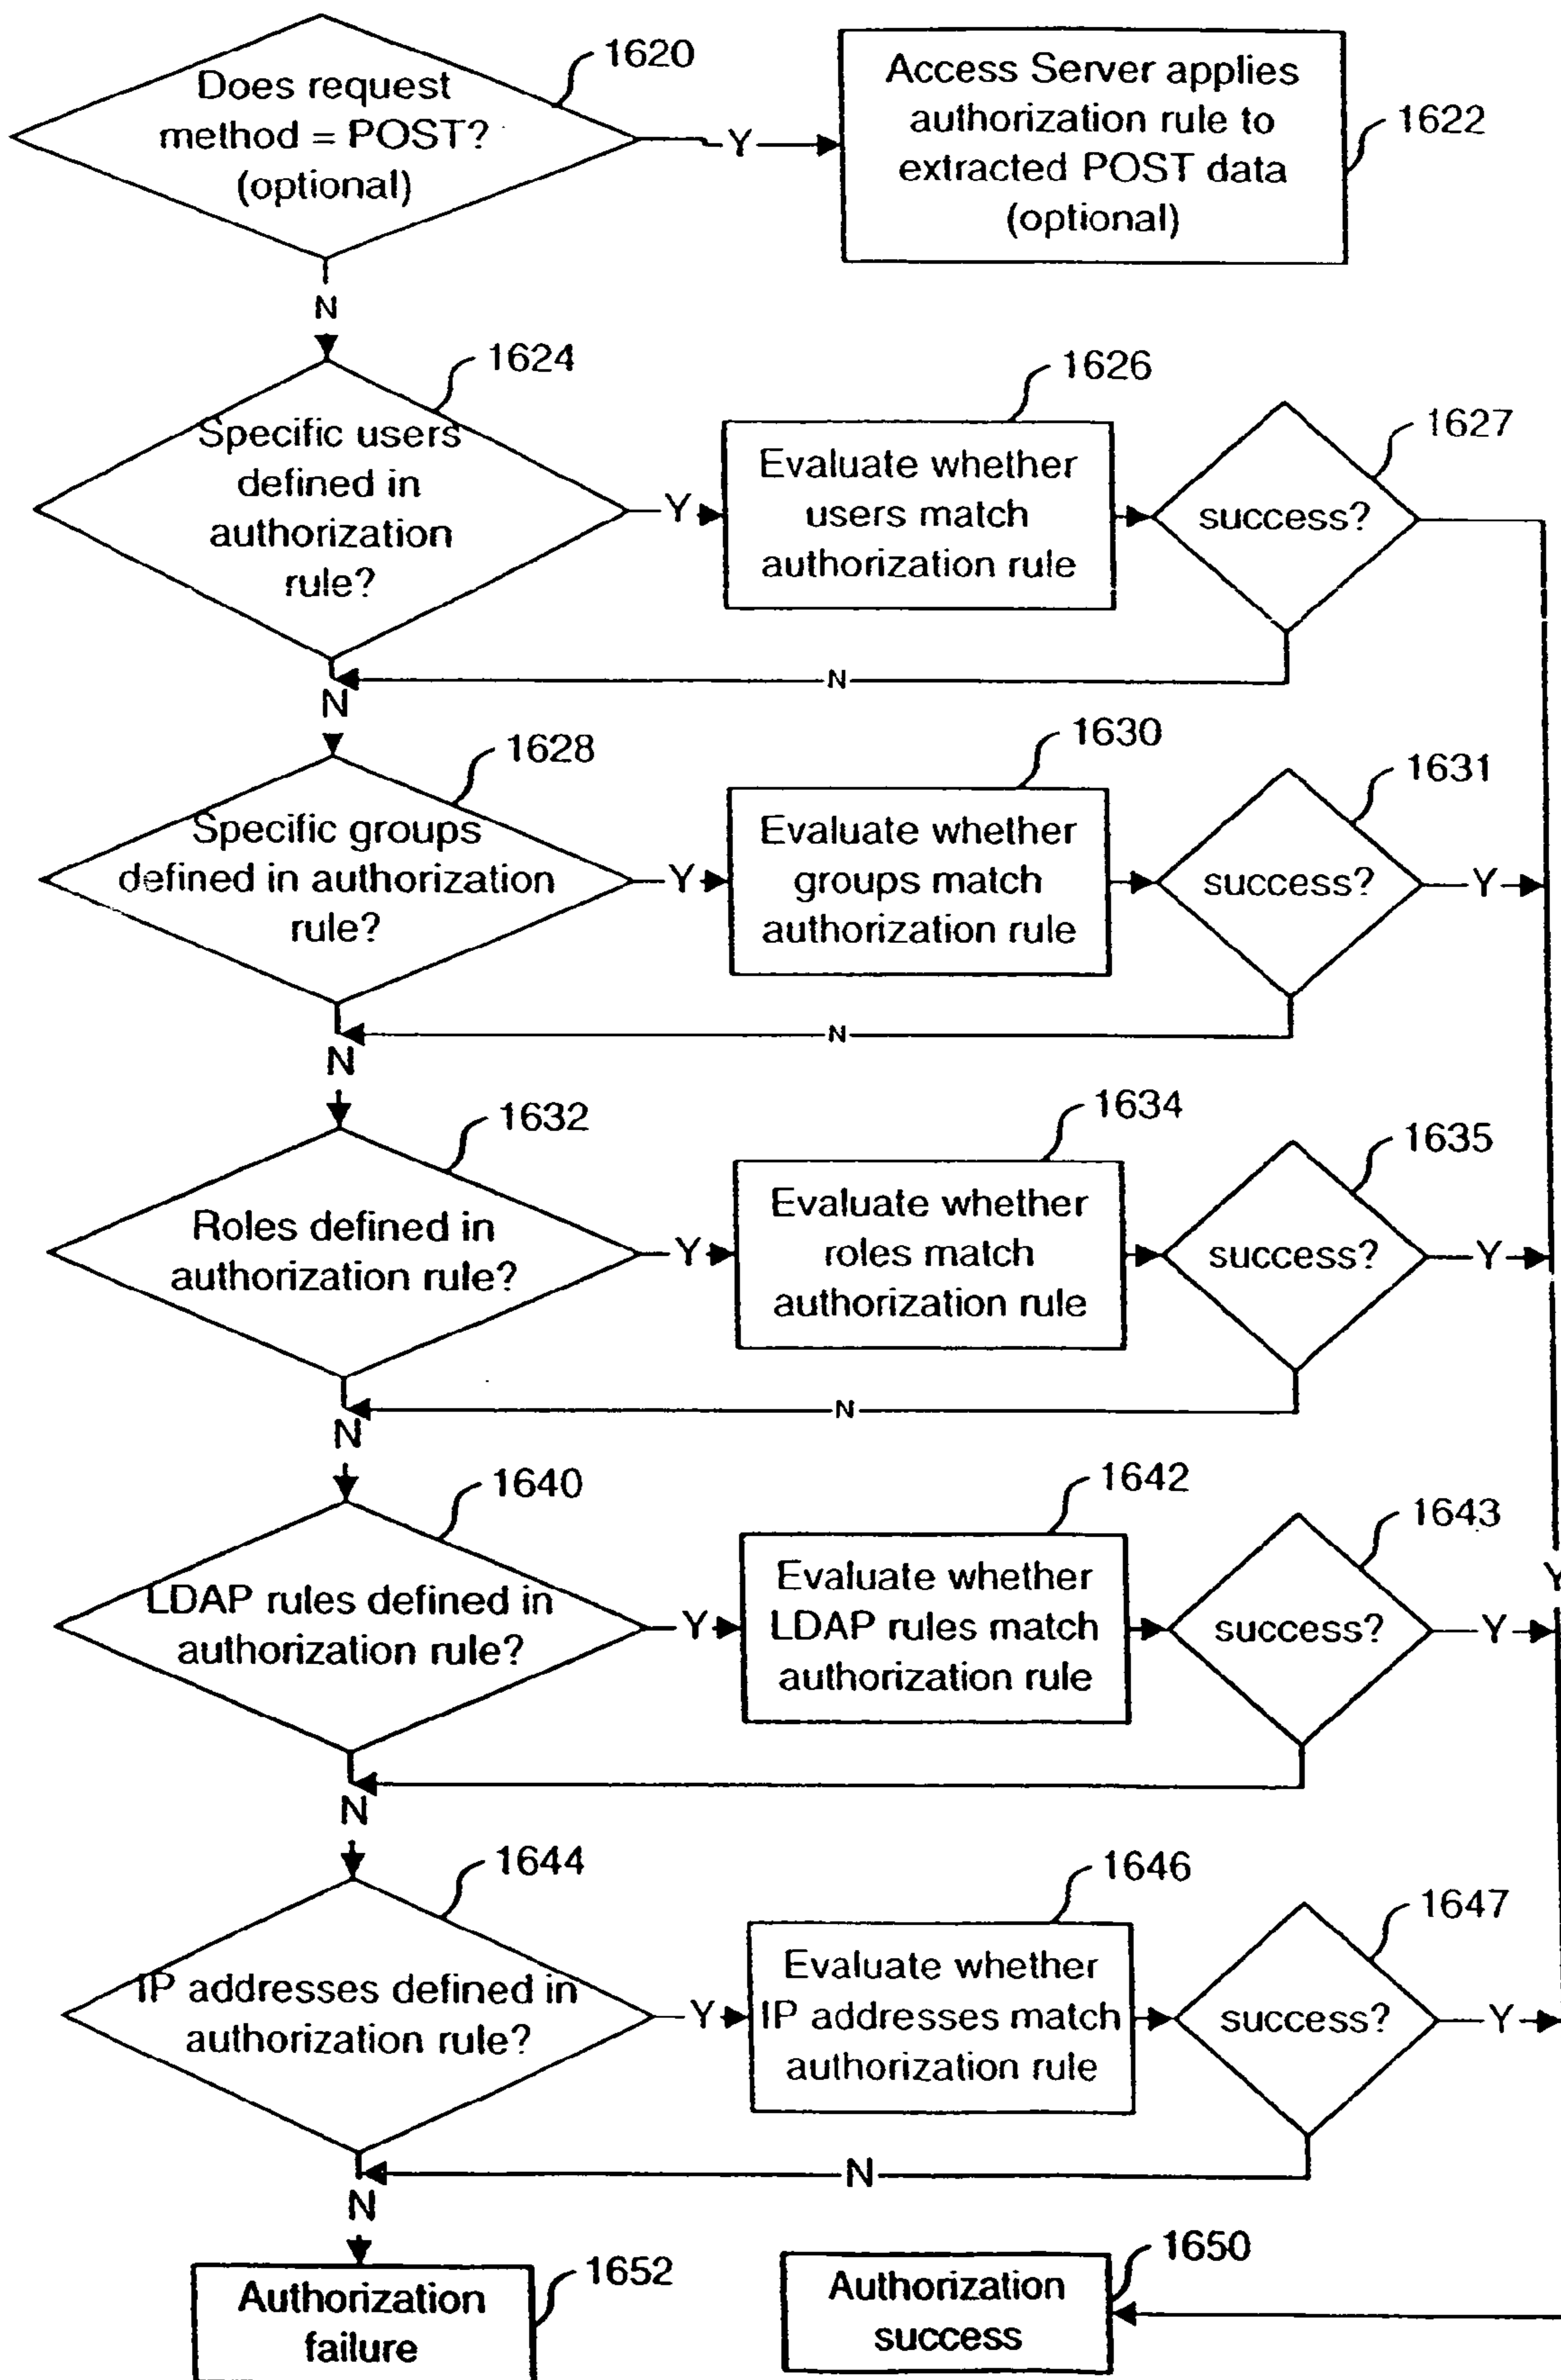 1620
Does request
method = POST?
(optional)
Y
Access Server applies
authorization rule to
extracted POST data
(optional)
1622
N
1624
Specific users
defined in
authorization
rule?
Y
1626
Evaluate whether
users match
authorization rule
1627
success?
N
N
1628
Specific groups
defined in authorization
rule?
Y
1630
Evaluate whether
groups match
authorization rule
1631
success?
Y
N
N
1632
Roles defined in
authorization rule?
Y
1634
Evaluate whether
roles match
authorization rule
1635
success?
Y
N
N
1640
LDAP rules defined in
authorization rule?
Y
1642
Evaluate whether
LDAP rules match
authorization rule
1643
success?
Y
Y
N
1644
IP addresses defined in
authorization rule?
Y
1646
Evaluate whether
IP addresses match
authorization rule
1647
success?
Y
N
N
Authorization
failure
1652
Authorization
success
1650